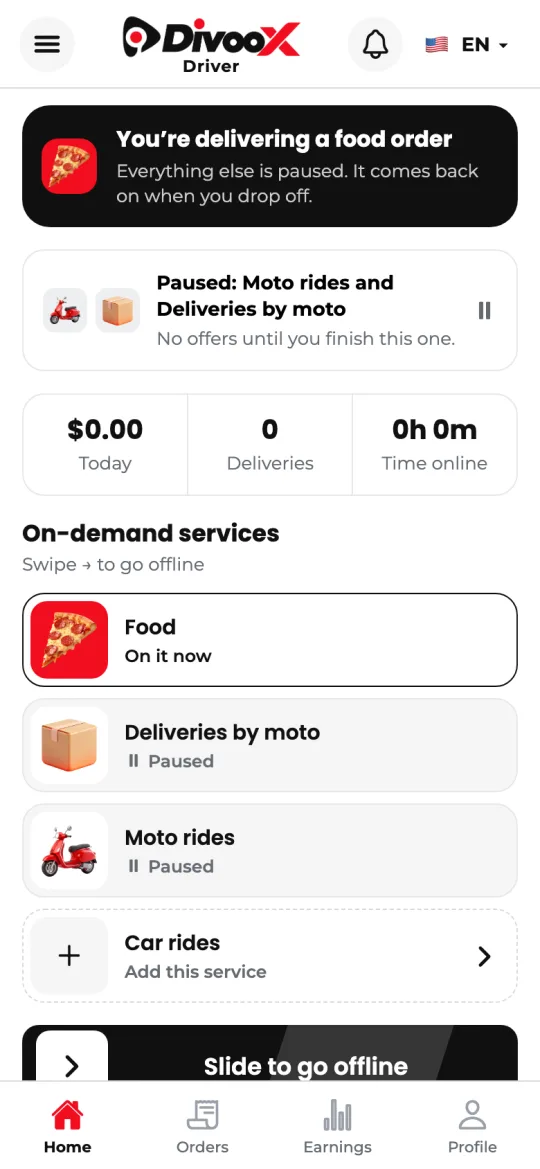 DivooX
Driver
EN
You’re delivering a food order
Everything else is paused. It comes back
on when you drop off.
Paused: Moto rides and
Deliveries by moto
No offers until you finish this one.
$0.00
Today
0
Deliveries
0h 0m
Time online
On-demand services
Swipe → to go offline
Food
On it now
Deliveries by moto
Paused
Moto rides
Paused
Car rides
Add this service
Slide to go offline
Home
Orders
Earnings
Profile